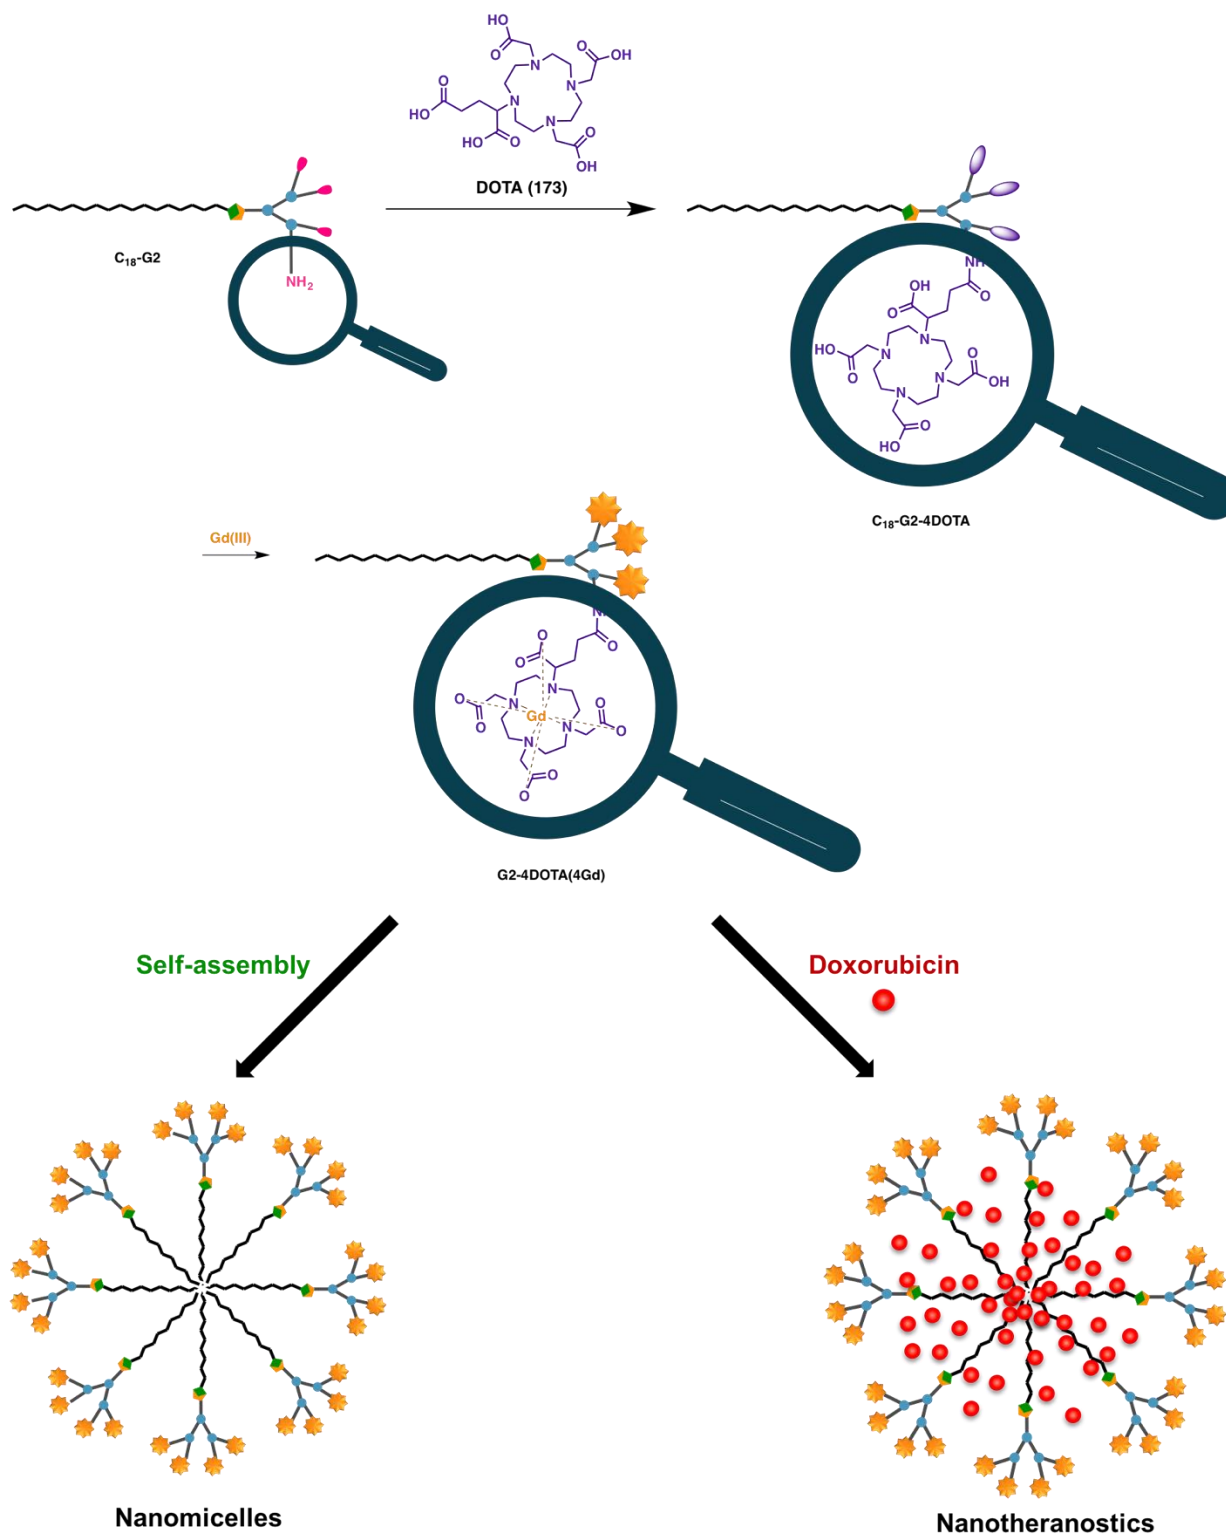 HO
O
N
O
OH
N
O
HO
N
N
HO
O
O
OH
DOTA (173)
C₁₈-G2
NH₂
NH
OH
O
O
N
HO
O
N
N
O
OH
N
O
HO
C₁₈-G2-4DOTA
Gd(III)
N
O
O
O
N
O
N
Gd
O
N
N
O
O
O
O
G2-4DOTA(4Gd)
Self-assembly
Doxorubicin
Nanomicelles
Nanotheranostics